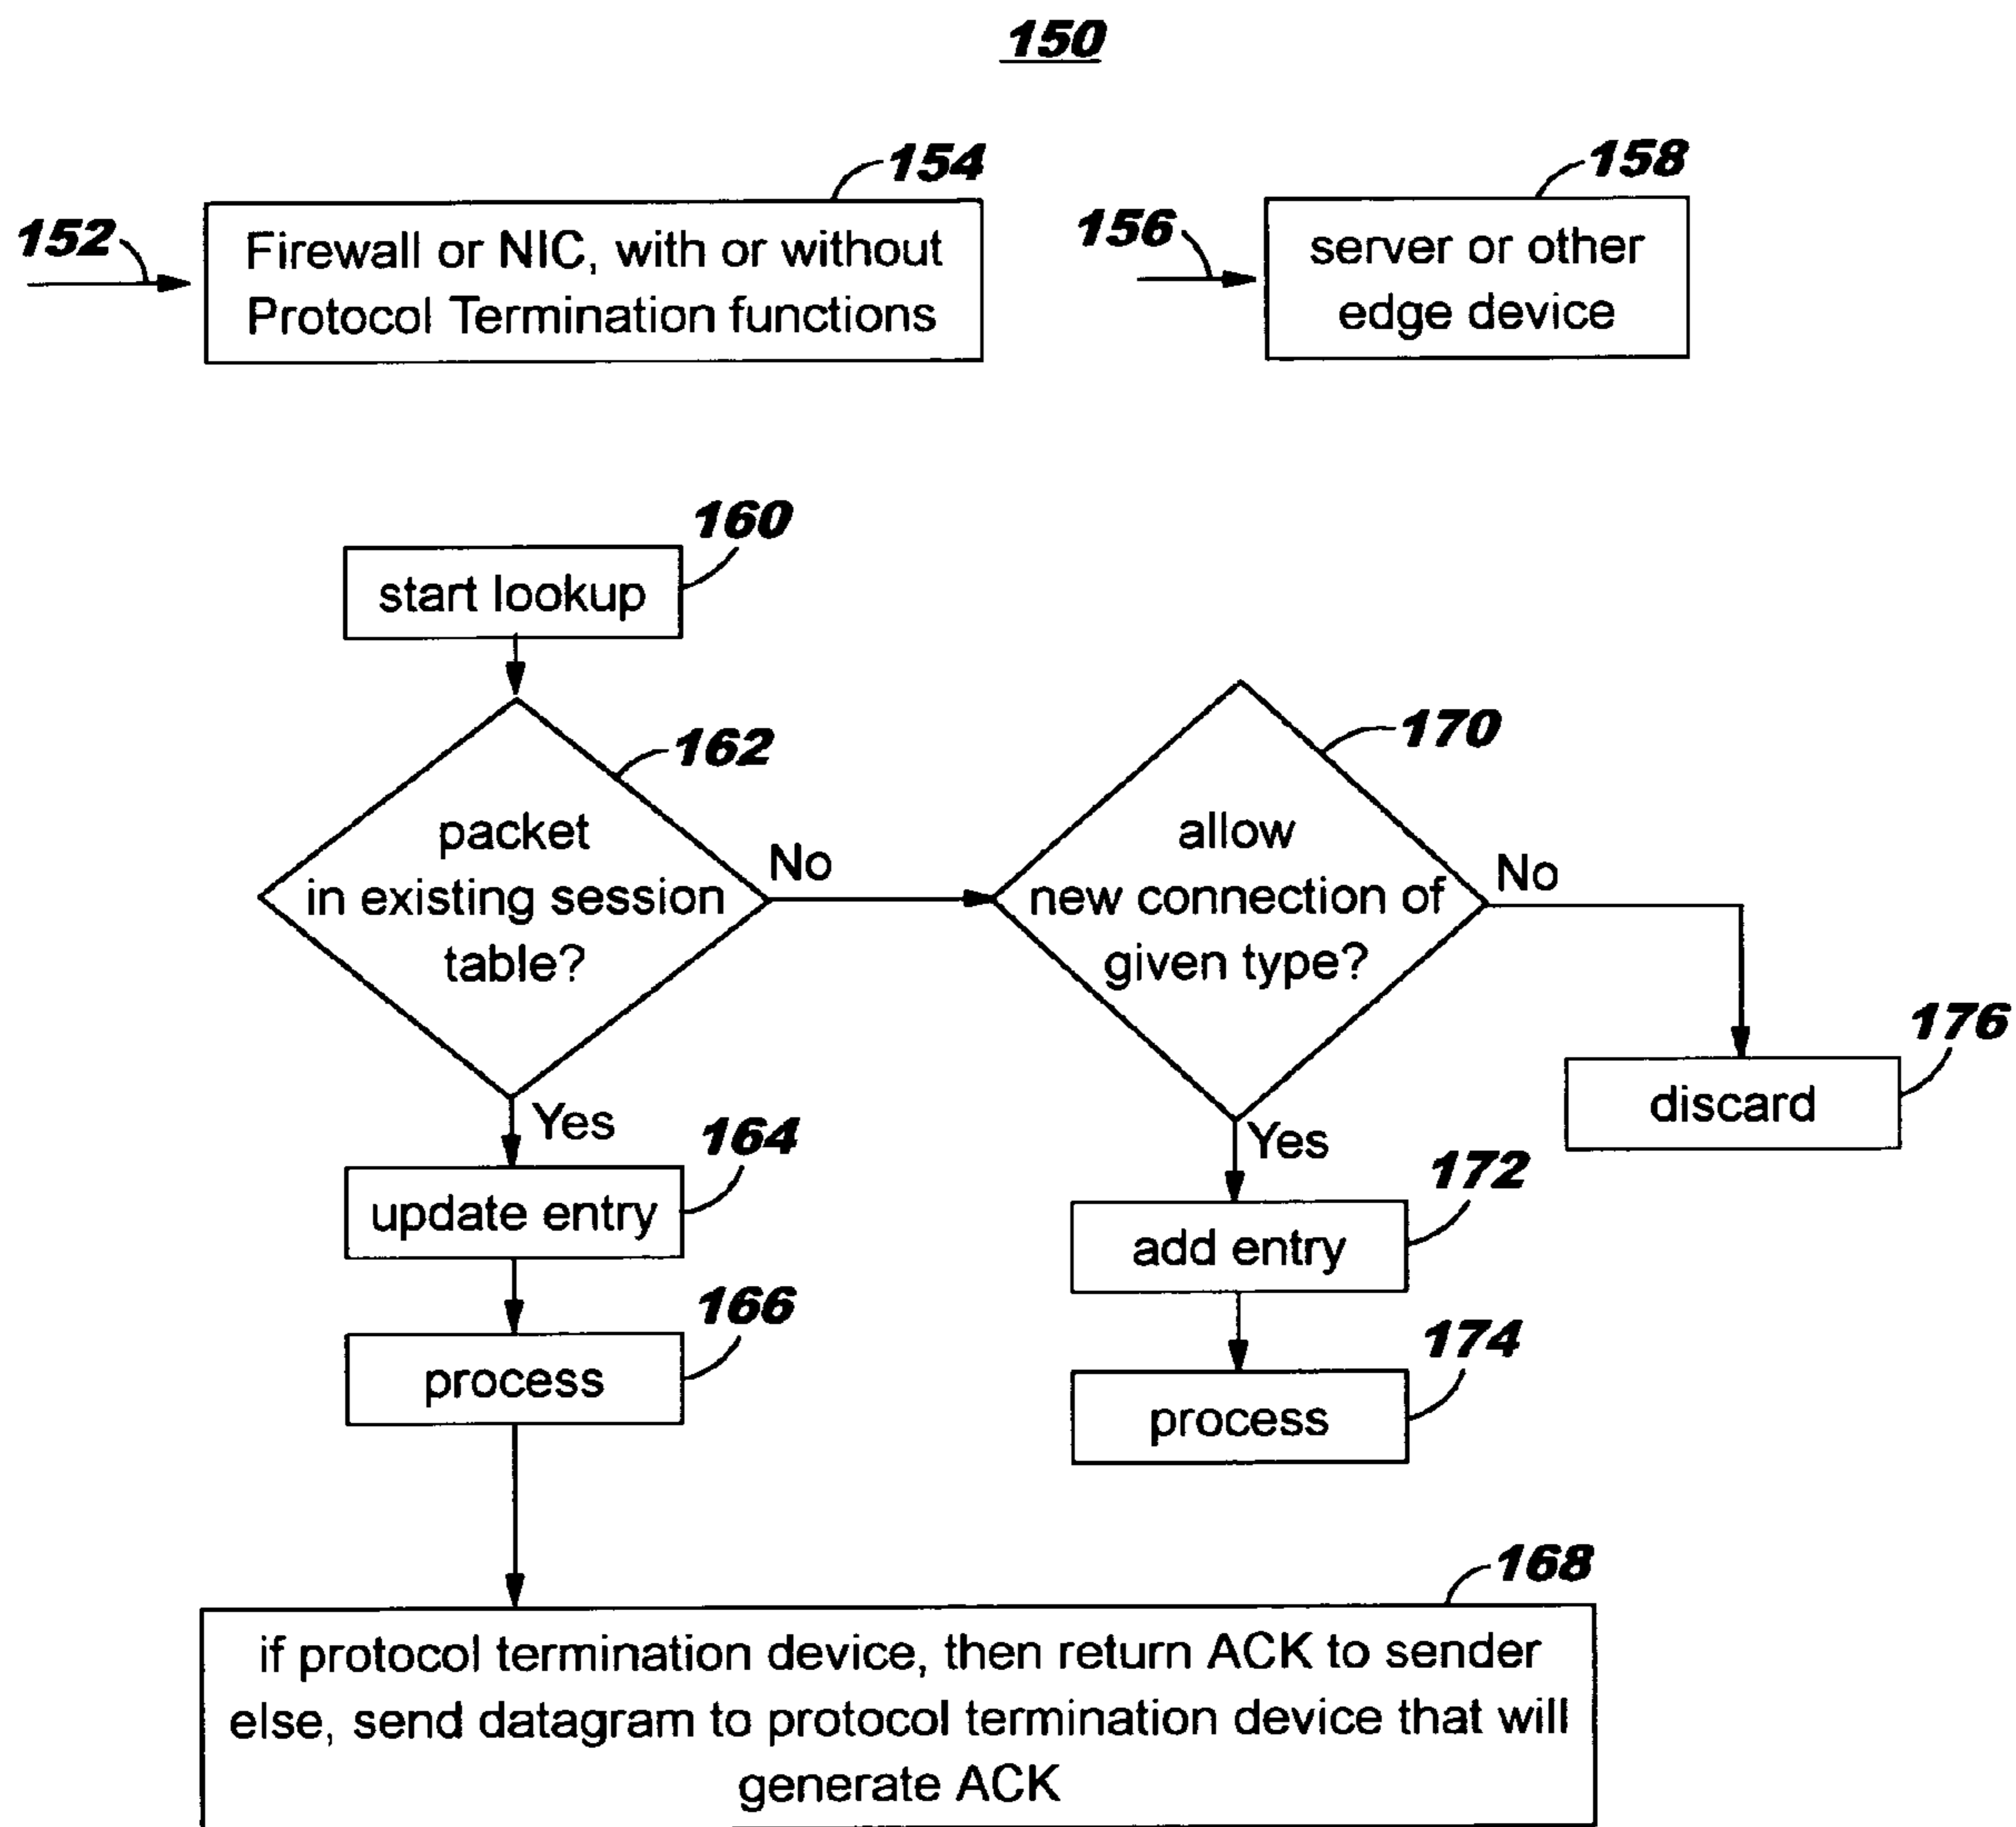 150
154
158
152
Firewall or NIC, with or without
Protocol Termination functions
156
server or other
edge device
160
start lookup
162
packet
in existing session
table?
No
170
allow
new connection of
given type?
No
176
discard
Yes
164
update entry
Yes
172
add entry
166
process
174
process
168
if protocol termination device, then return ACK to sender
else, send datagram to protocol termination device that will
generate ACK